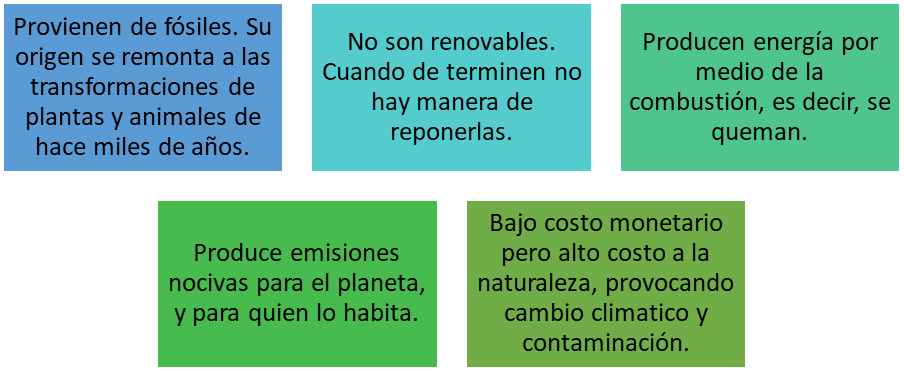 Provienen de fósiles. Su
origen se remonta a las
transformaciones de
plantas y animales de
hace miles de años.
No son renovables.
Cuando de terminen no
hay manera de
reponerlas.
Producen energía por
medio de la
combustión, es decir, se
queman.
Produce emisiones
nocivas para el planeta,
y para quien lo habita.
Bajo costo monetario
pero alto costo a la
naturaleza, provocando
cambio climatico y
contaminación.